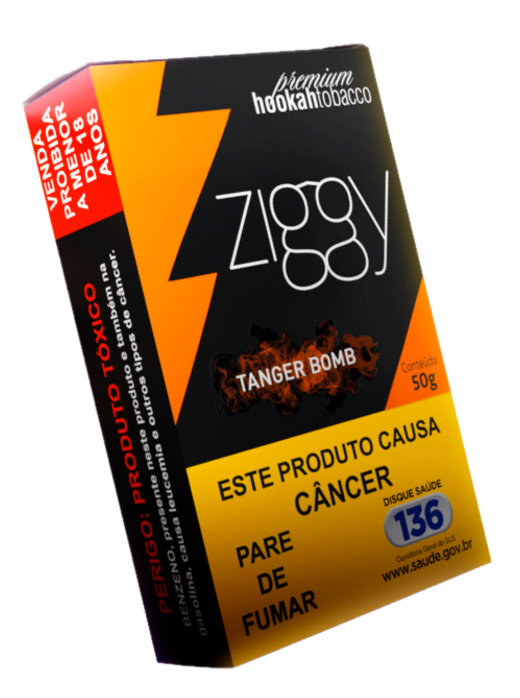 premium
hookahtobacco
ziggy
TANGER BOMB
Conteúdo
50g
ESTE PRODUTO CAUSA
CÂNCER
PARE
DE
FUMAR
DISQUE SAÚDE
136
Ouvidoria Geral do SUS
www.saude.gov.br
VENDA
PROIBIDA
A MENOR
DE 18
ANOS
PERIGO: PRODUTO TÓXICO
BENZENO, presente neste produto e também na
gasolina, causa leucemia e outros tipos de câncer.